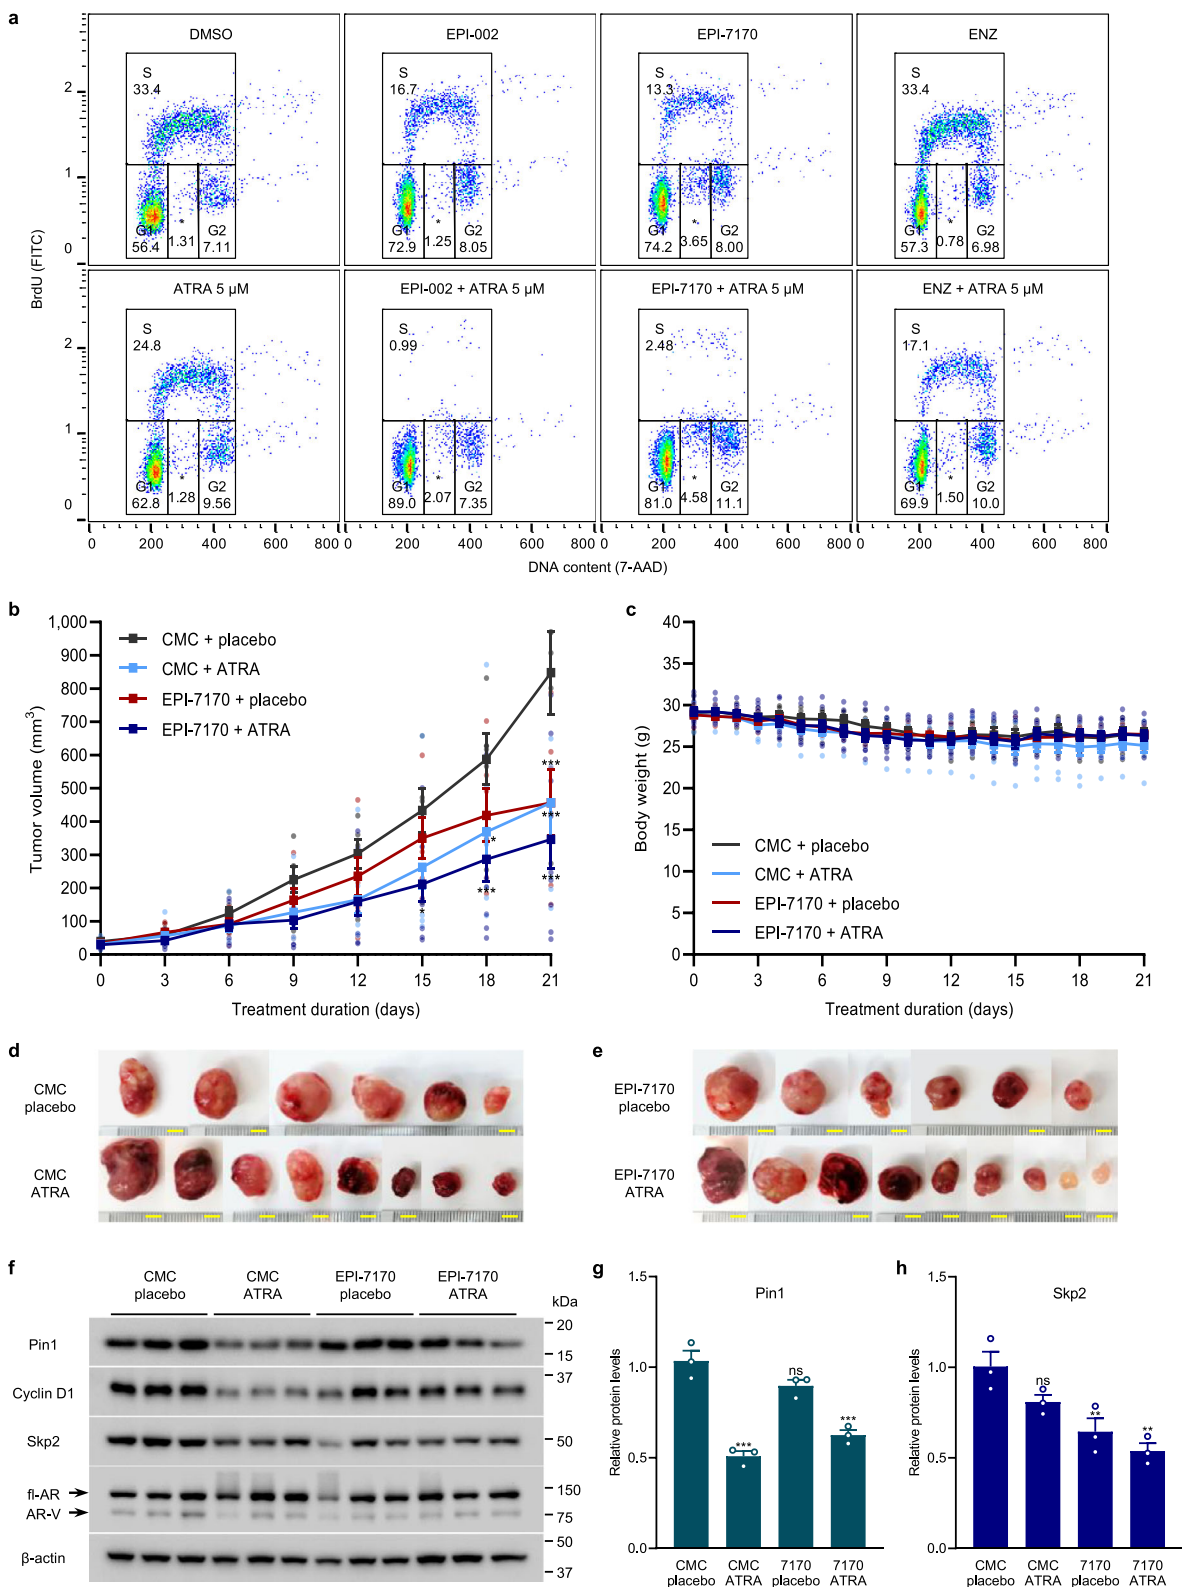 a
DMSO
EPI-002
EPI-7170
ENZ
S
33.4
S
16.7
S
13.3
S
33.4
2
1
0
G1
56.4
*
1.31
G2
7.11
G1
72.9
*
1.25
G2
8.05
G1
74.2
*
3.65
G2
8.00
G1
57.3
*
0.78
G2
6.98
BrdU (FITC)
ATRA 5 µM
EPI-002 + ATRA 5 µM
EPI-7170 + ATRA 5 µM
ENZ + ATRA 5 µM
S
24.8
S
0.99
S
2.48
S
17.1
2
1
0
G1
62.8
*
1.28
G2
9.56
G1
89.0
*
2.07
G2
7.35
G1
81.0
*
4.58
G2
11.1
G1
69.9
*
1.50
G2
10.0
0 200 400 600 800 0 200 400 600 800 0 200 400 600 800 0 200 400 600 800
DNA content (7-AAD)
b
1,000
900
800
700
600
500
400
300
200
100
0
Tumor volume (mm³)
CMC + placebo
CMC + ATRA
EPI-7170 + placebo
EPI-7170 + ATRA
***
***
*
***
***
*
0 3 6 9 12 15 18 21
Treatment duration (days)
c
40
35
30
25
20
15
10
5
0
Body weight (g)
CMC + placebo
CMC + ATRA
EPI-7170 + placebo
EPI-7170 + ATRA
0 3 6 9 12 15 18 21
Treatment duration (days)
d
CMC
placebo
CMC
ATRA
e
EPI-7170
placebo
EPI-7170
ATRA
f
CMC
placebo
CMC
ATRA
EPI-7170
placebo
EPI-7170
ATRA
kDa
Pin1
20
15
Cyclin D1
37
Skp2
50
fl-AR
150
AR-V
75
β-actin
50
37
g
Pin1
1.5
1.0
0.5
0.0
Relative protein levels
***
ns
***
CMC
placebo
CMC
ATRA
7170
placebo
7170
ATRA
h
Skp2
1.5
1.0
0.5
0.0
Relative protein levels
ns
**
**
CMC
placebo
CMC
ATRA
7170
placebo
7170
ATRA